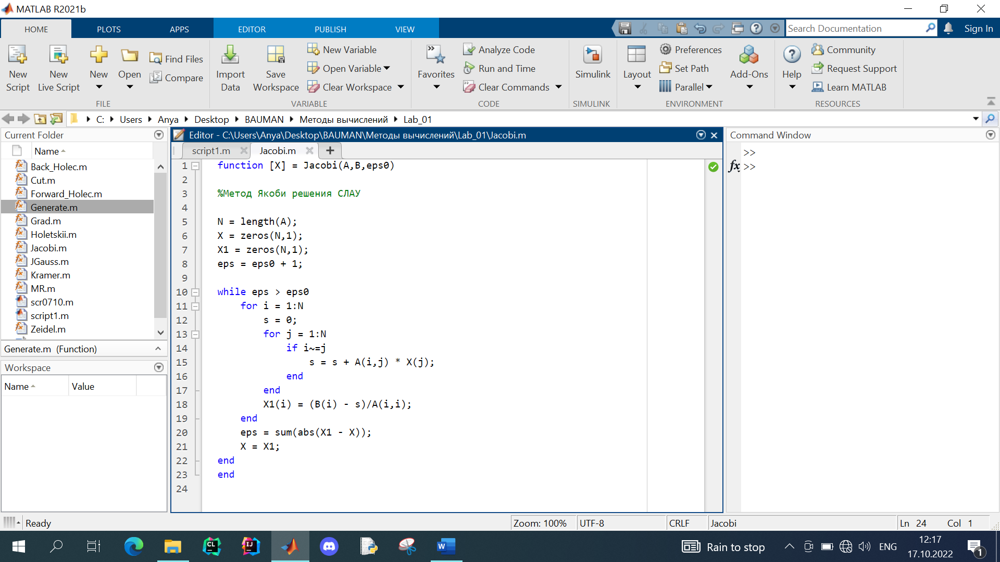 MATLAB R2021b
HOME PLOTS APPS EDITOR PUBLISH VIEW
Search Documentation
Sign In
New Script
New Live Script
New
Open
Find Files
Compare
FILE
Import Data
Save Workspace
New Variable
Open Variable
Clear Workspace
VARIABLE
Favorites
Analyze Code
Run and Time
Clear Commands
CODE
Simulink
SIMULINK
Layout
Preferences
Set Path
Parallel
Add-Ons
ENVIRONMENT
Help
Community
Request Support
Learn MATLAB
RESOURCES
C: Users Anya Desktop BAUMAN Методы вычислений Lab_01
Current Folder
Name
Back_Holec.m
Cut.m
Forward_Holec.m
Generate.m
Grad.m
Holetskii.m
Jacobi.m
JGauss.m
Kramer.m
MR.m
scr0710.m
script1.m
Zeidel.m
Generate.m (Function)
Workspace
Name Value
Editor - C:\Users\Anya\Desktop\BAUMAN\Методы вычислений\Lab_01\Jacobi.m
script1.m Jacobi.m
1 function [X] = Jacobi(A,B,eps0)
2
3 %Метод Якоби решения СЛАУ
4
5 N = length(A);
6 X = zeros(N,1);
7 X1 = zeros(N,1);
8 eps = eps0 + 1;
9
10 while eps > eps0
11 for i = 1:N
12 s = 0;
13 for j = 1:N
14 if i~=j
15 s = s + A(i,j) * X(j);
16 end
17 end
18 X1(i) = (B(i) - s)/A(i,i);
19 end
20 eps = sum(abs(X1 - X));
21 X = X1;
22 end
23 end
24
Command Window
>>
fx >>
Ready
Zoom: 100% UTF-8 CRLF Jacobi Ln 24 Col 1
CL
IJ
W
Rain to stop
ENG
12:17
17.10.2022
1